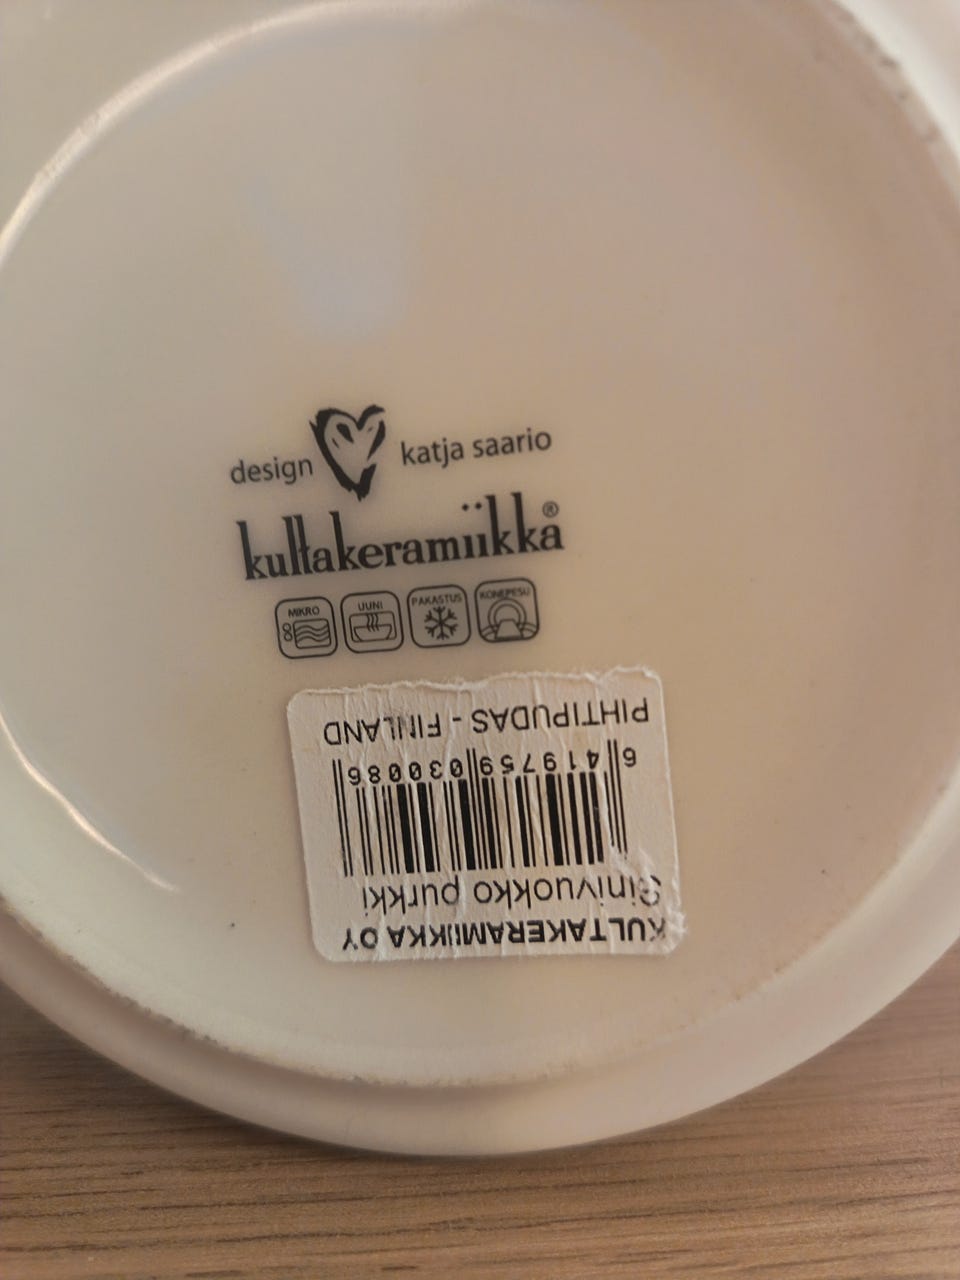 design katja saario
kultakeramiikka®
MIKRO UUNI PAKASTUS KONEPESU
KULTAKERAMIIKKA OY
Sinivuokko purkki
6 419759 030086
PIHTIPUDAS - FINLAND